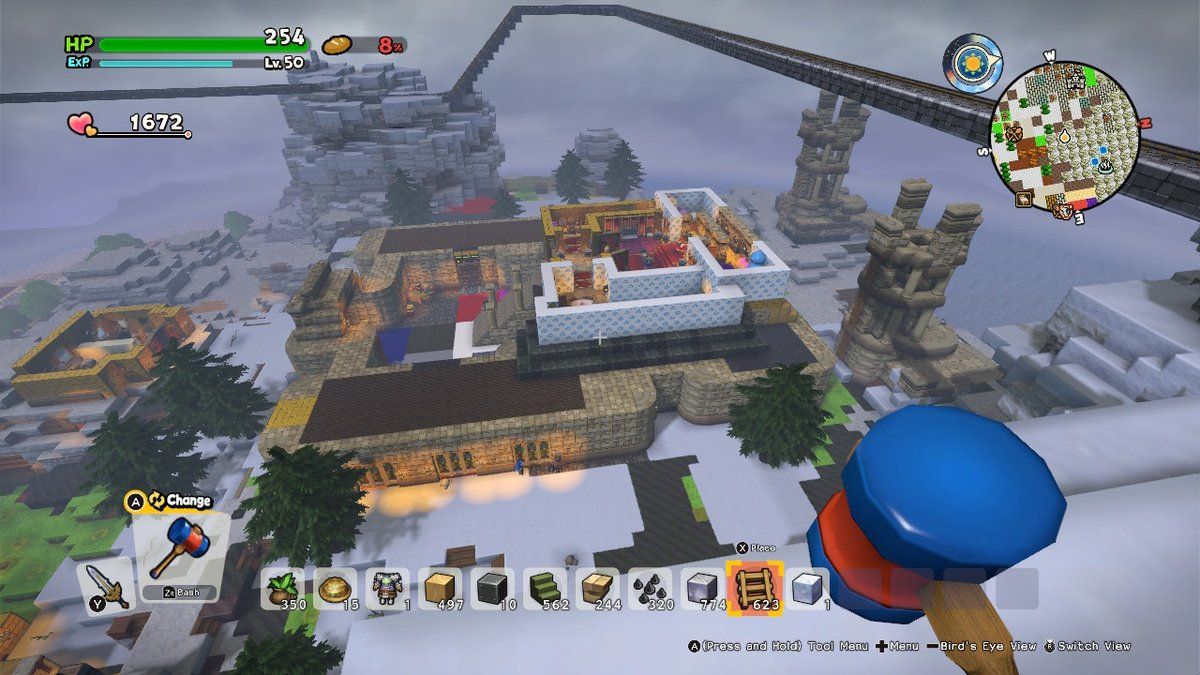 HP 254 8%
EXP. Lv.50
1672
W
N
S
E
A Change
Y
ZR Bash
X Place
350 15 1 497 10 562 244 320 774 623 1
A (Press and Hold) Tool Menu Menu Bird's Eye View R Switch View